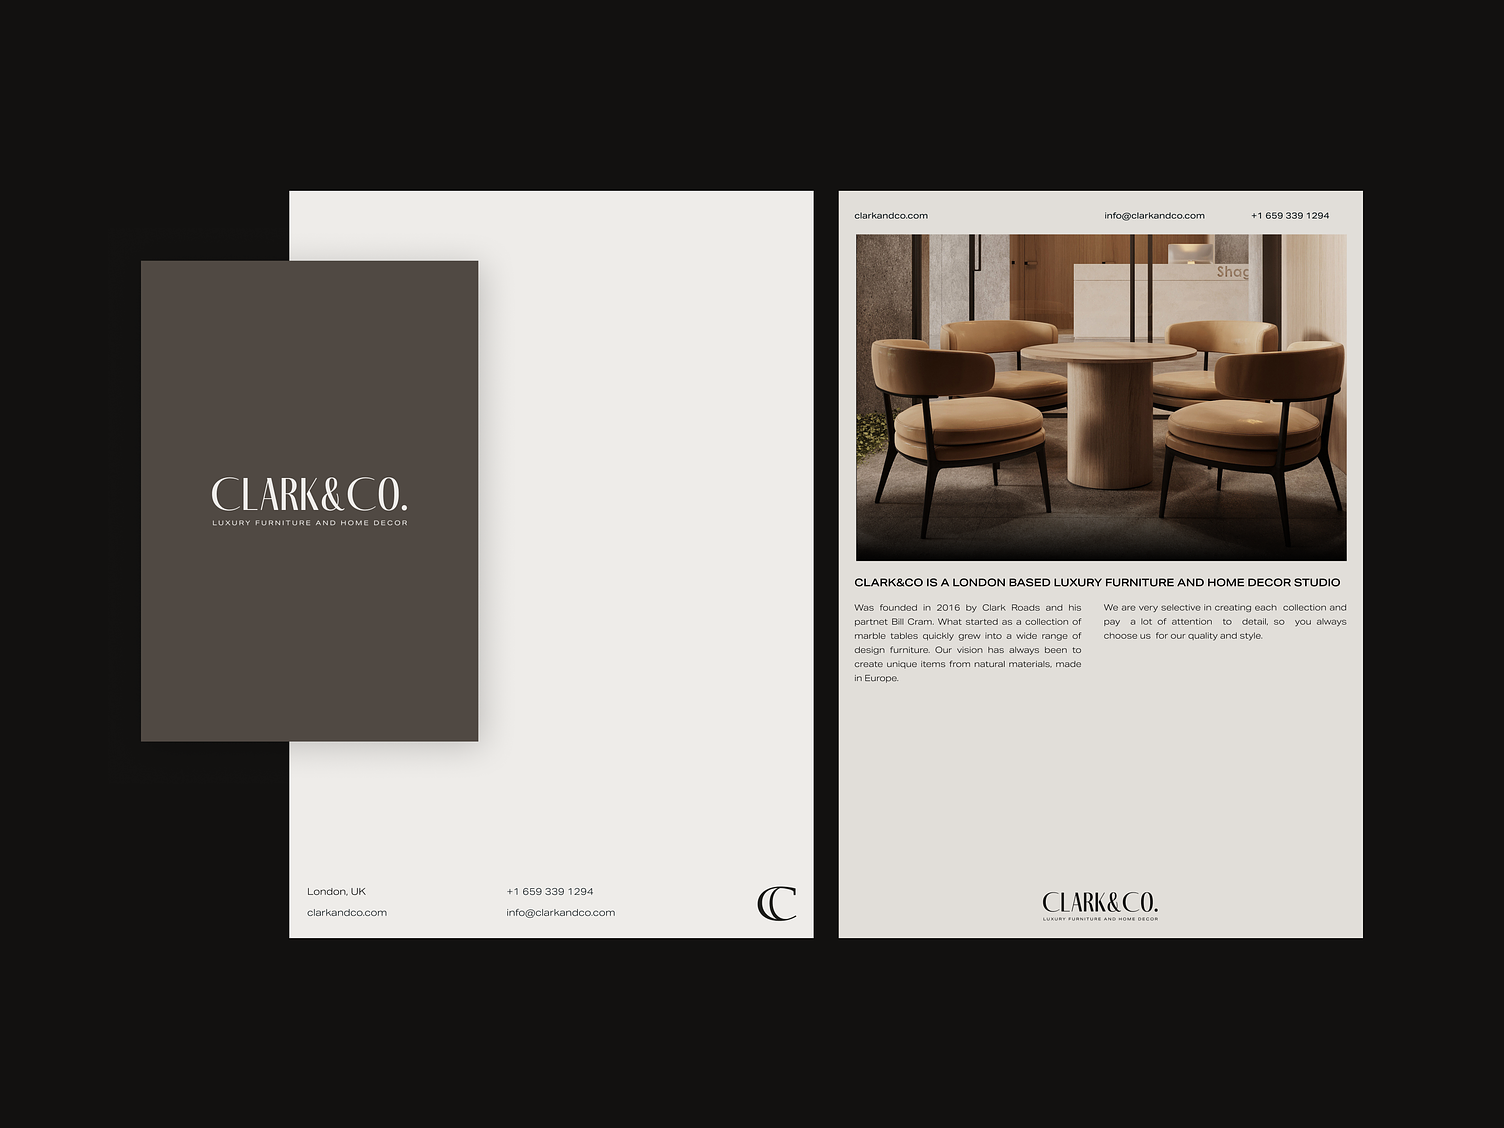 CLARK&CO.
LUXURY FURNITURE AND HOME DECOR
London, UK
+1 659 339 1294
clarkandco.com
info@clarkandco.com
CC
clarkandco.com
info@clarkandco.com
+1 659 339 1294
Shag
CLARK&CO IS A LONDON BASED LUXURY FURNITURE AND HOME DECOR STUDIO
Was founded in 2016 by Clark Roads and his
partnet Bill Cram. What started as a collection of
marble tables quickly grew into a wide range of
design furniture. Our vision has always been to
create unique items from natural materials, made
in Europe.
We are very selective in creating each collection and
pay a lot of attention to detail, so you always
choose us for our quality and style.
CLARK&CO.
LUXURY FURNITURE AND HOME DECOR